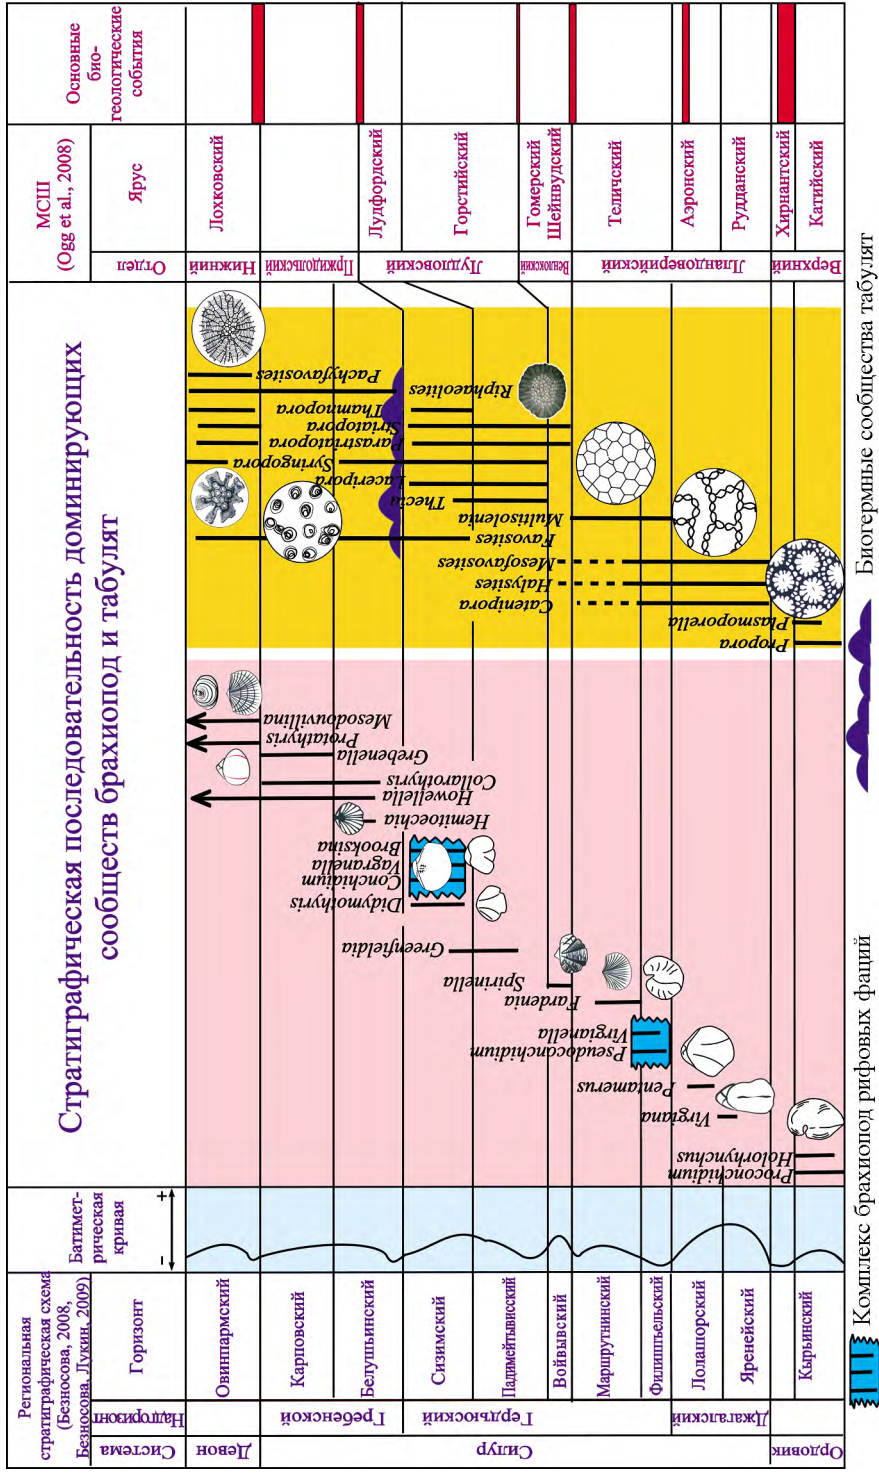 Стратиграфическая последовательность доминирующих
сообществ брахиопод и табулят
Региональная
стратиграфическая схема
(Безносова, 2008,
Безносова, Лукин, 2009)
Система
Надгоризонт
Горизонт
Батимет-
рическая
кривая
- +
МСШ
(Ogg et al., 2008)
Отдел
Ярус
Основные
био-
геологические
события
Девон
Силур
Ордовик
Гребенской
Гердъюский
Джагалский
Овинпармский
Карповский
Белушьинский
Сизимский
Падимейтывисский
Войвывский
Маршрутнинский
Филиппъельский
Лолашорский
Яренейский
Кырьинский
Mesodouvillina
Protathyris
Grebenella
Collarothyris
Howellella
Hemitoechia
Brooksina
Vagranella
Conchidium
Didymothyris
Greenfieldia
Spirinella
Fardenia
Virgianella
Pseudocanchidium
Pentamerus
Virgiana
Holorhynchus
Proconchidium
Pachyfavosites
Riphaeolites
Thamnopora
Striatopora
Parastriatopora
Syringopora
Laceripora
Thecia
Multisolenia
Favosites
Mesofavosites
Halysites
Catenipora
Plasmoporella
Propora
Нижний
Пржидольский
Лудловский
Венлокский
Лландоверийский
Верхний
Лохковский
Лудфордский
Горстийский
Гомерский
Шейнвудский
Теличский
Аэронский
Рудданский
Хирнантский
Катийский
Комплекс брахиопод рифовых фаций
Биогермные сообщества табулят